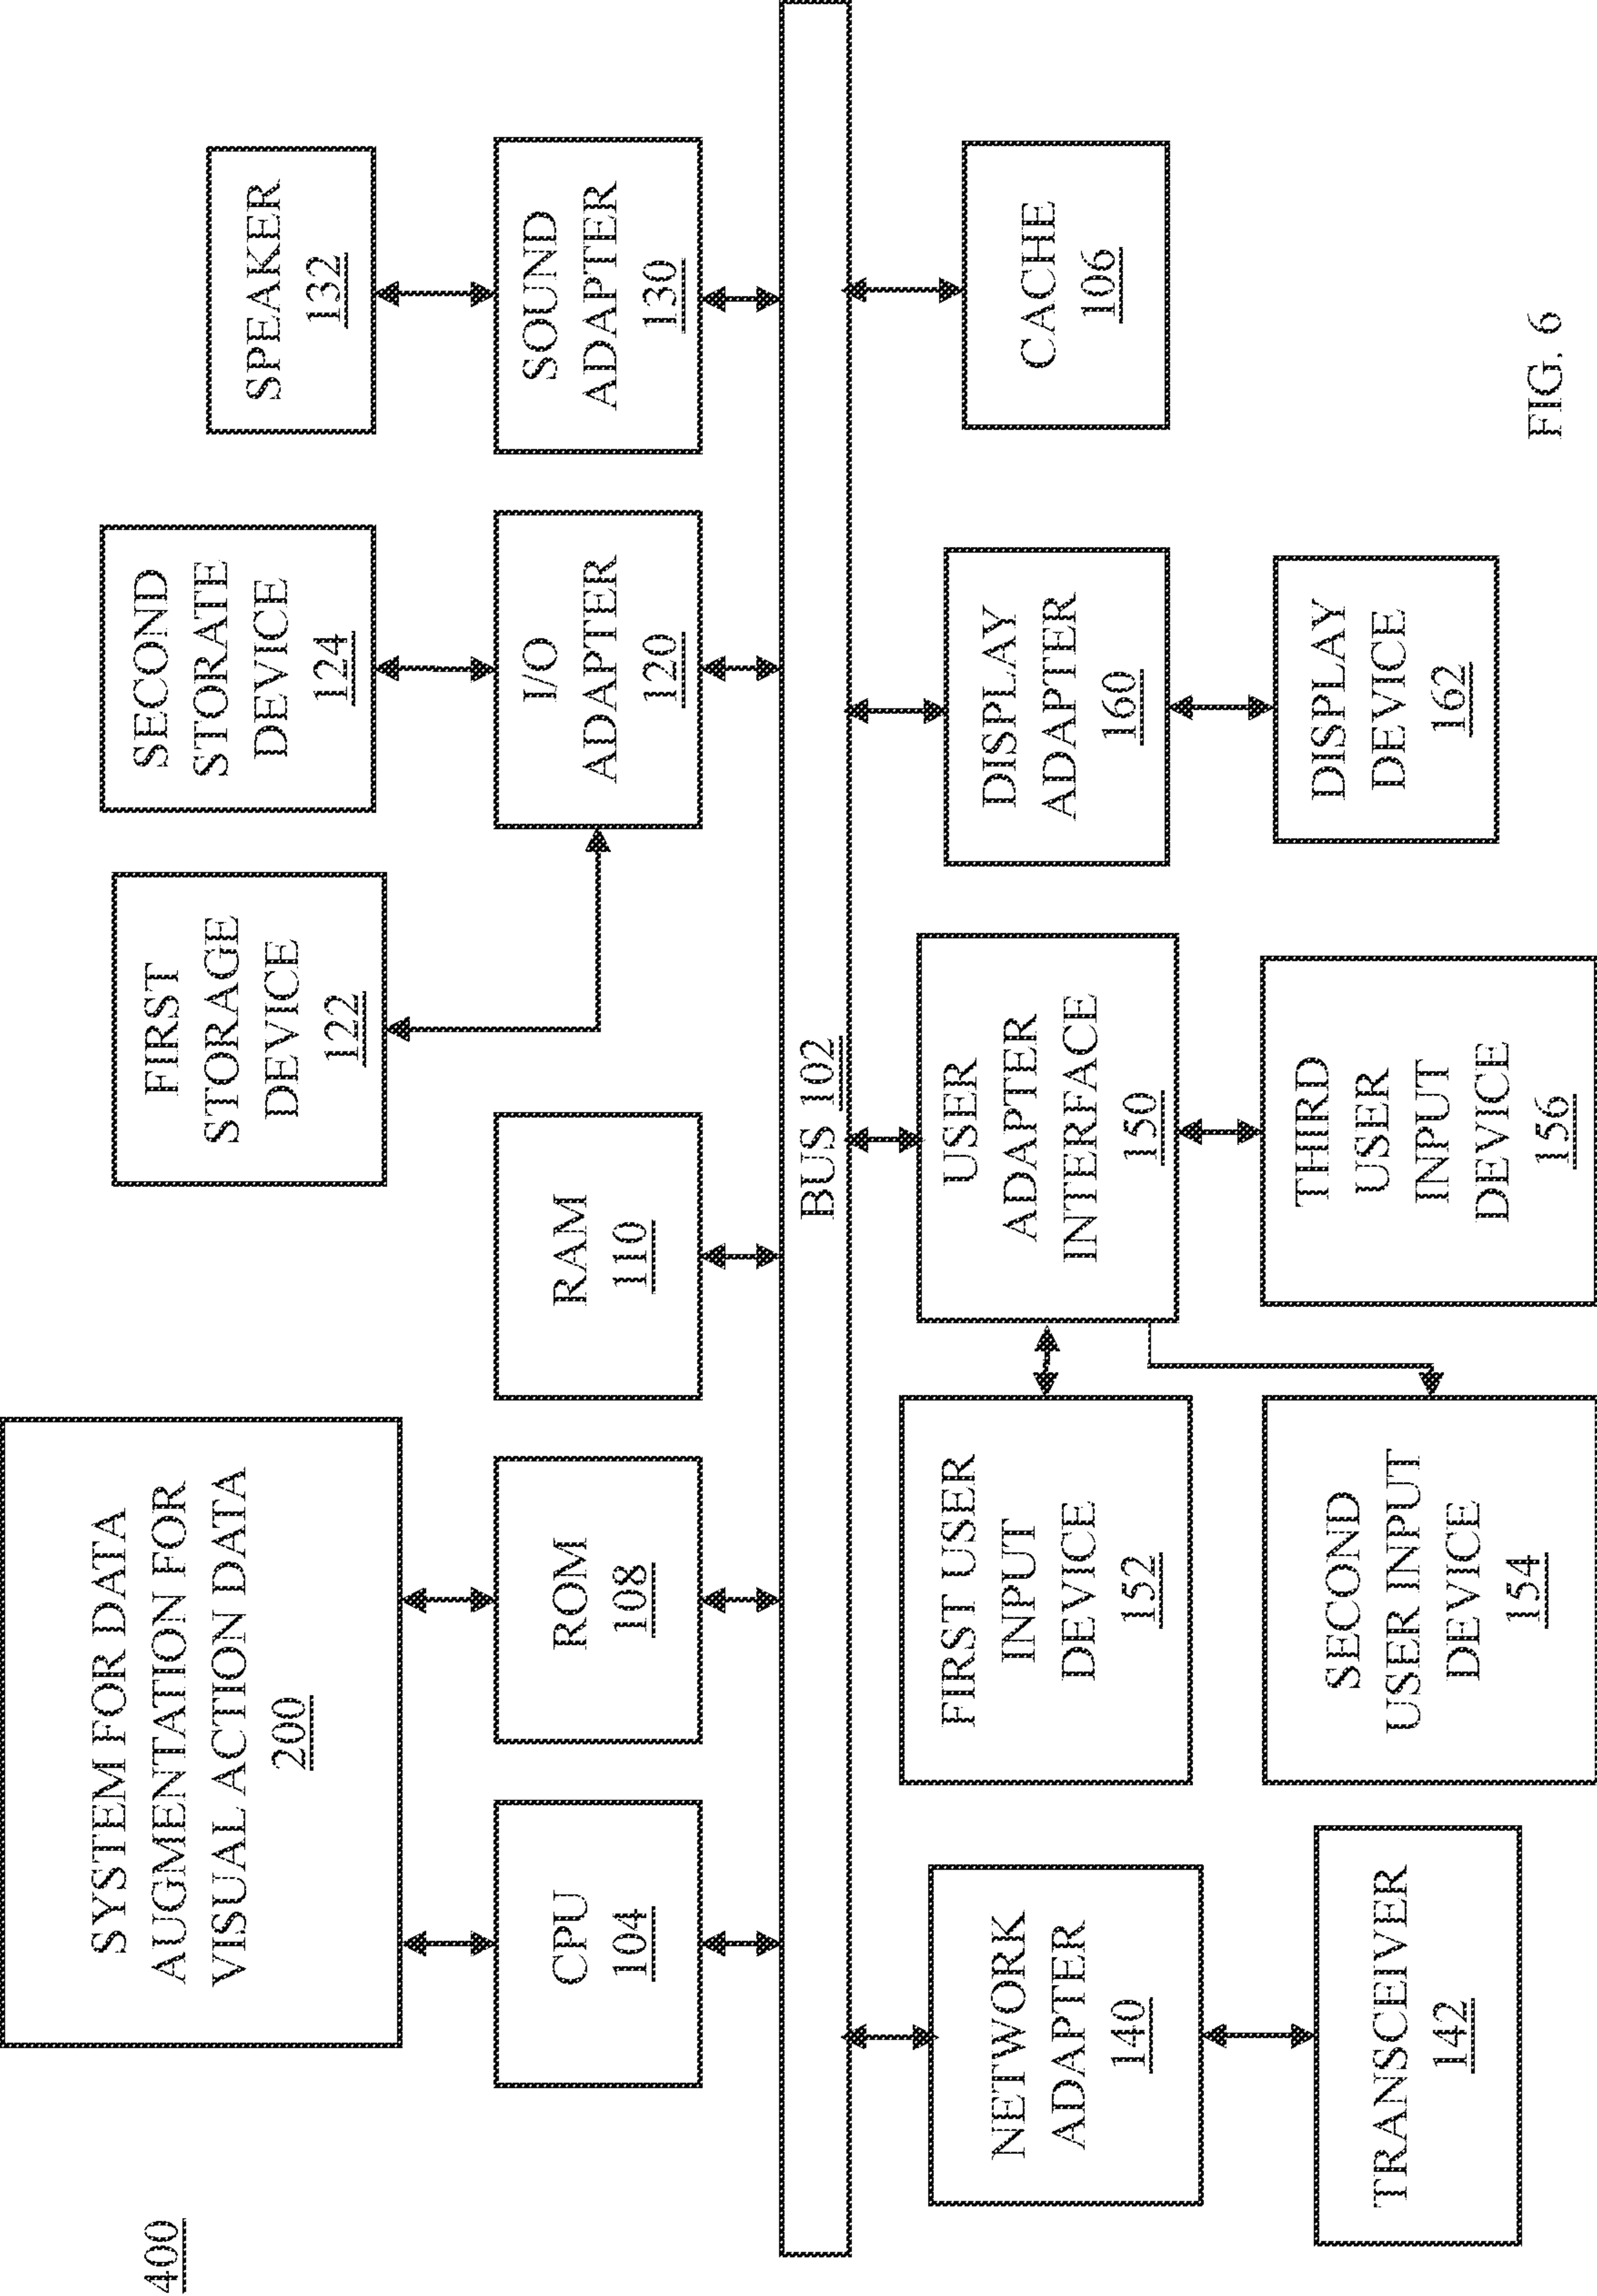 400
SYSTEM FOR DATA
AUGMENTATION FOR
VISUAL ACTION DATA
200
FIRST
STORAGE
DEVICE
122
SECOND
STORATE
DEVICE
124
SPEAKER
132
CPU
104
ROM
108
RAM
110
I/O
ADAPTER
120
SOUND
ADAPTER
130
BUS 102
NETWORK
ADAPTER
140
FIRST USER
INPUT
DEVICE
152
USER
ADAPTER
INTERFACE
150
DISPLAY
ADAPTER
160
CACHE
106
TRANSCEIVER
142
SECOND
USER INPUT
DEVICE
154
THIRD
USER
INPUT
DEVICE
156
DISPLAY
DEVICE
162
FIG. 6